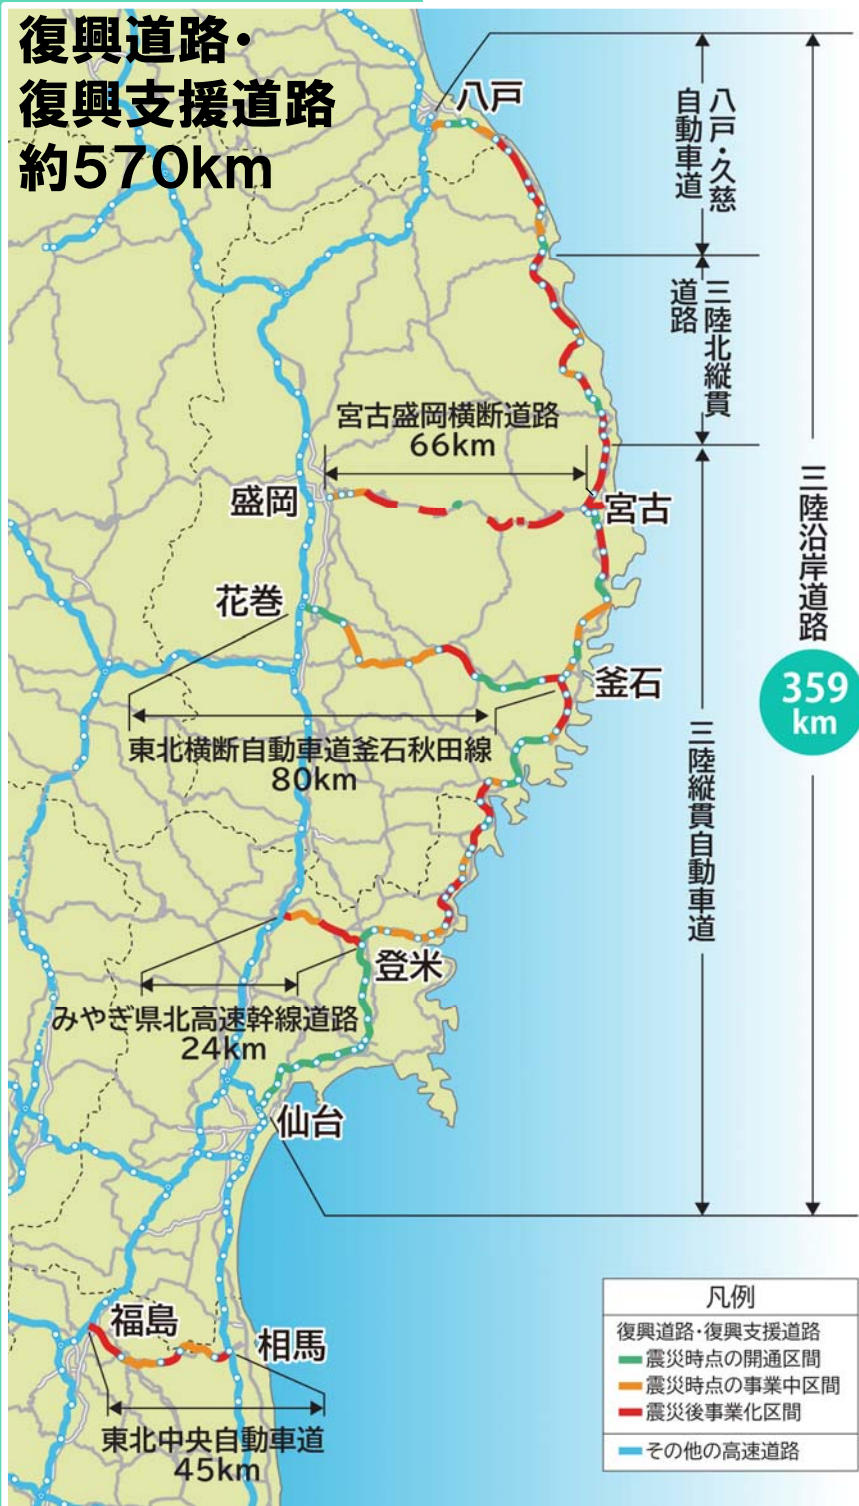 復興道路・
復興支援道路
約570km
八戸
八戸・久慈
自動車道
三陸北縦貫
道路
宮古盛岡横断道路
66km
盛岡
宮古
三陸沿岸道路
359
km
花巻
釜石
東北横断自動車道釜石秋田線
80km
三陸縦貫自動車道
登米
みやぎ県北高速幹線道路
24km
仙台
福島
相馬
東北中央自動車道
45km
凡例
復興道路・復興支援道路
震災時点の開通区間
震災時点の事業中区間
震災後事業化区間
その他の高速道路